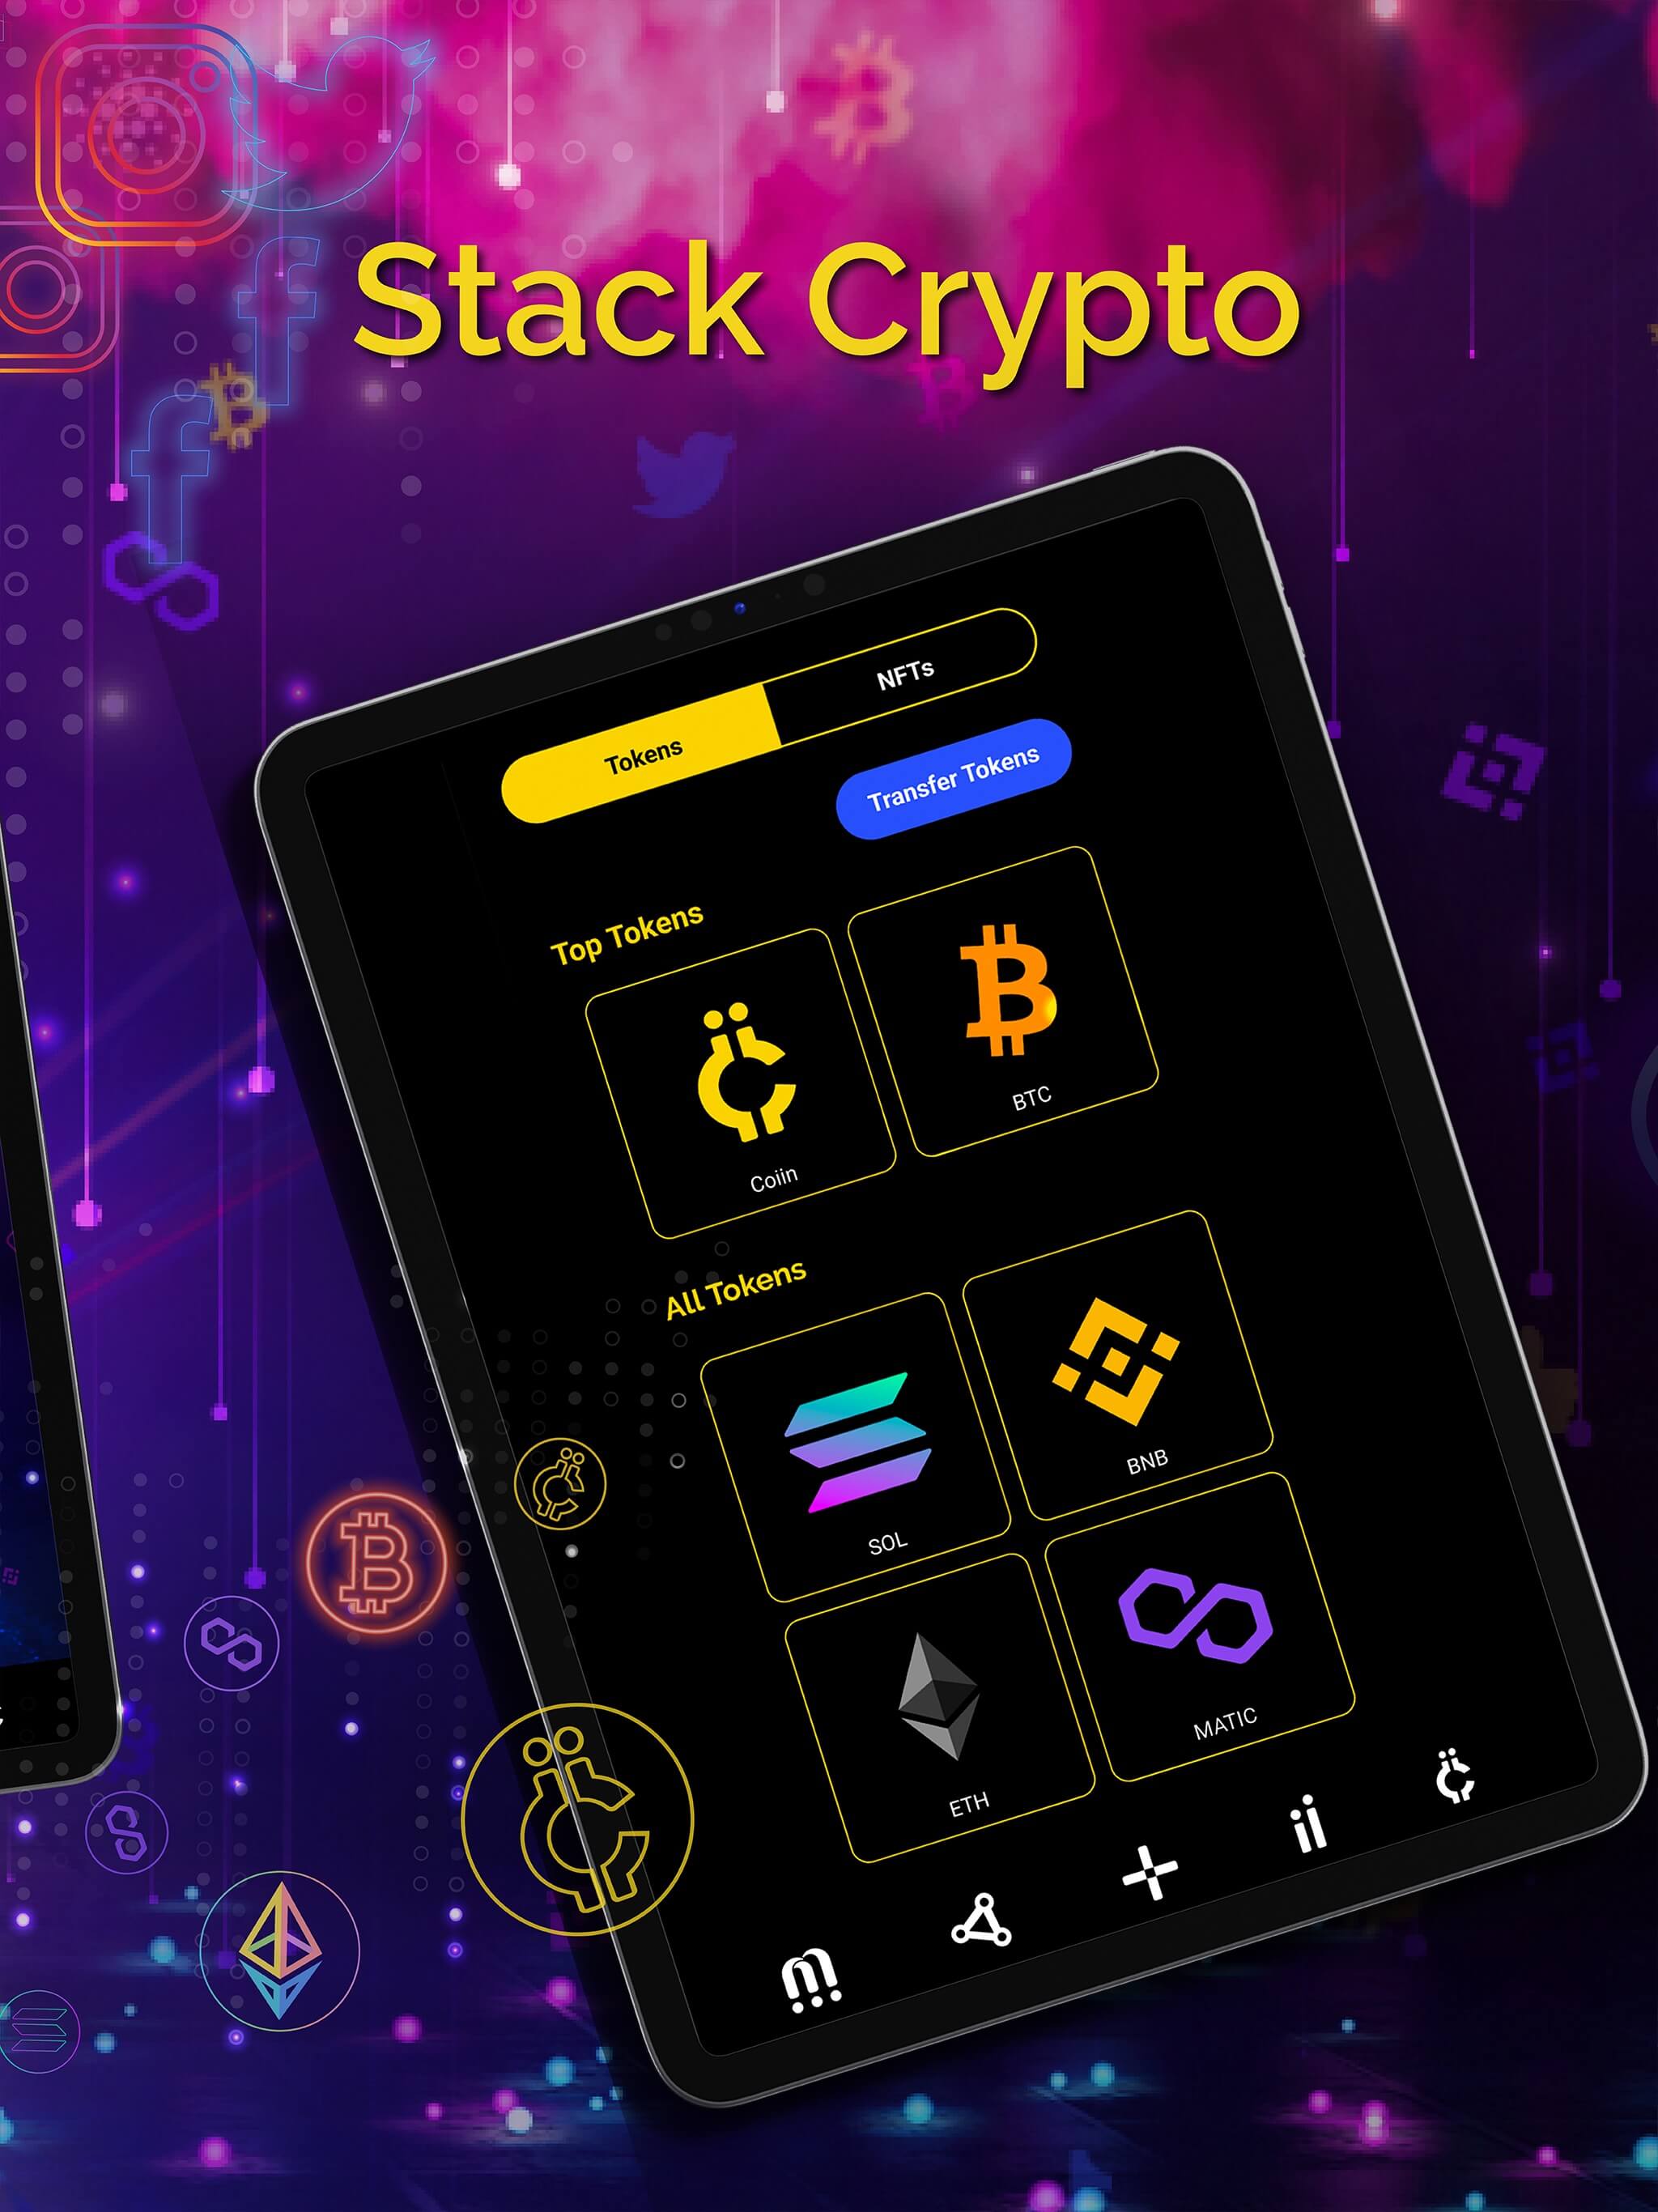 Stack Crypto
Tokens
NFTs
Transfer Tokens
Top Tokens
Coiin
BTC
All Tokens
SOL
BNB
ETH
MATIC